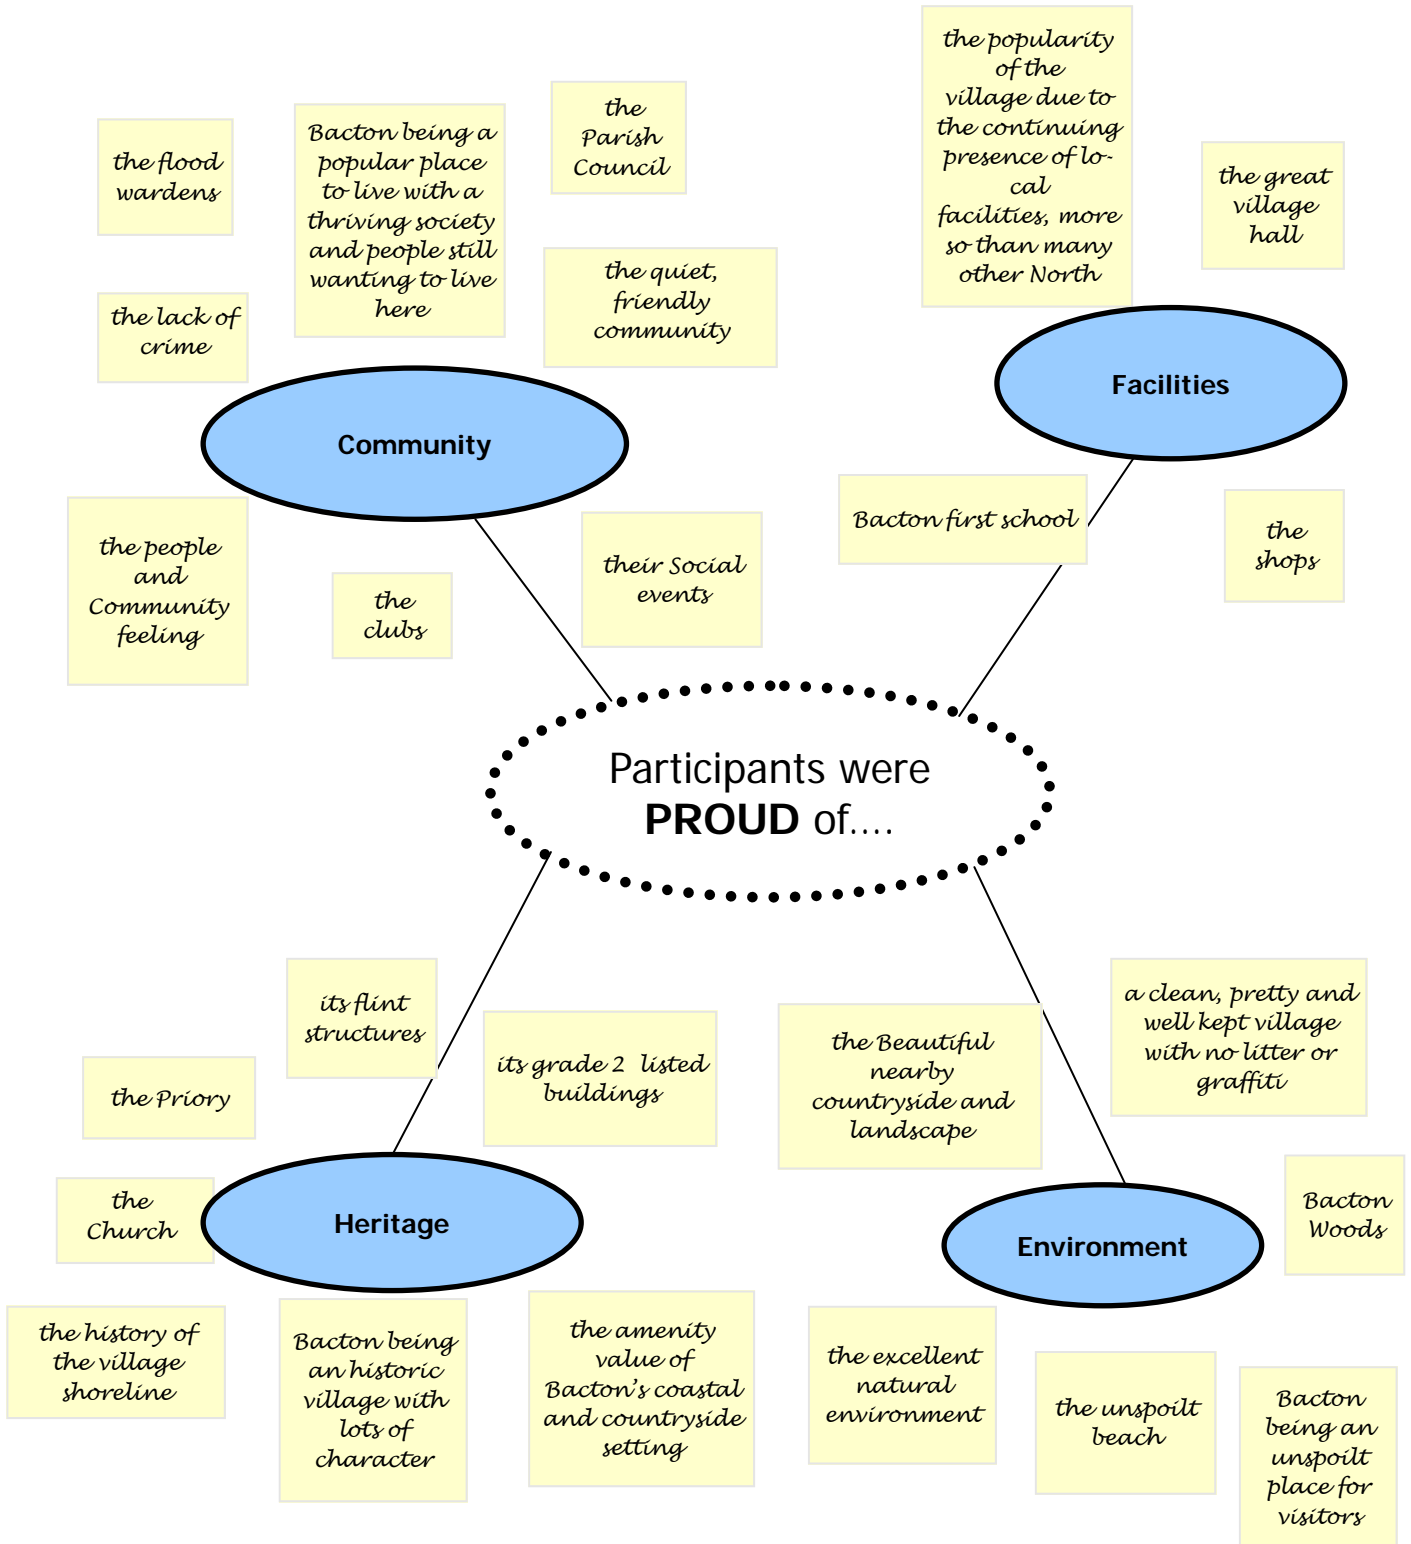 the flood
wardens
Bacton being a
popular place
to live with a
thriving society
and people still
wanting to live
here
the
Parish
Council
the lack of
crime
the quiet,
friendly
community
Community
the people
and
Community
feeling
the
clubs
their Social
events
the popularity
of the
village due to
the continuing
presence of lo-
cal
facilities, more
so than many
other North
the great
village
hall
Facilities
Bacton first school
the
shops
Participants were
PROUD of....
its flint
structures
its grade 2 listed
buildings
the Priory
the
Church
Heritage
the history of
the village
shoreline
Bacton being
an historic
village with
lots of
character
the amenity
value of
Bacton's coastal
and countryside
setting
the Beautiful
nearby
countryside and
landscape
a clean, pretty and
well kept village
with no litter or
graffiti
Environment
Bacton
Woods
the excellent
natural
environment
the unspoilt
beach
Bacton
being an
unspoilt
place for
visitors